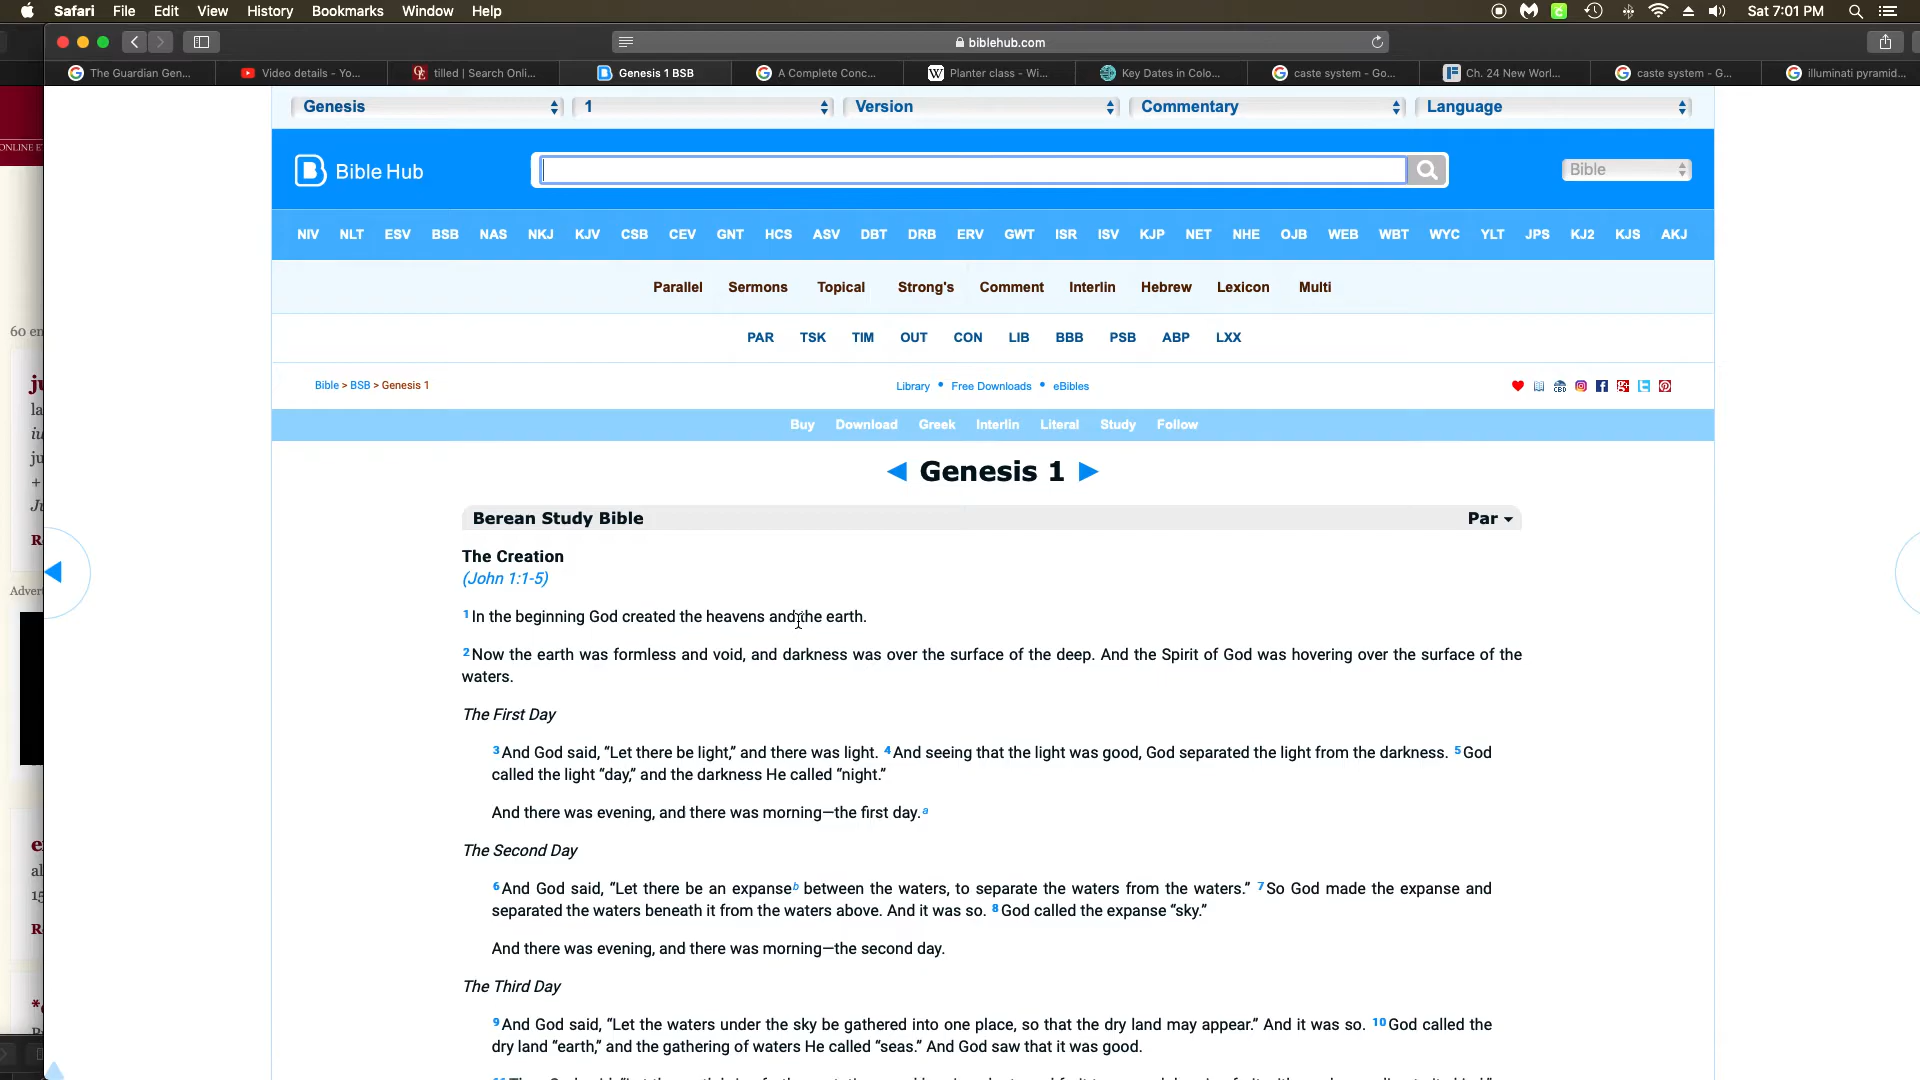 Safari File Edit View History Bookmarks Window Help Sat 7:01 PM
biblehub.com
The Guardian Gen... Video details - Yo... tilled | Search Onli... Genesis 1 BSB A Complete Conc... Planter class - Wi... Key Dates in Colo... caste system - Go... Ch. 24 New Worl... caste system - G... illuminati pyramid...
Genesis 1 Version Commentary Language
ONLINE E
Bible Hub Bible
NIV NLT ESV BSB NAS NKJ KJV CSB CEV GNT HCS ASV DBT DRB ERV GWT ISR ISV KJP NET NHE OJB WEB WBT WYC YLT JPS KJ2 KJS AKJ
Parallel Sermons Topical Strong's Comment Interlin Hebrew Lexicon Multi
60 en
PAR TSK TIM OUT CON LIB BBB PSB ABP LXX
Bible > BSB > Genesis 1 Library • Free Downloads • eBibles
Buy Download Greek Interlin Literal Study Follow
Genesis 1
Berean Study Bible Par
The Creation
(John 1:1-5)
Advert
1 In the beginning God created the heavens and the earth.
2 Now the earth was formless and void, and darkness was over the surface of the deep. And the Spirit of God was hovering over the surface of the
waters.
The First Day
3 And God said, “Let there be light,” and there was light. 4 And seeing that the light was good, God separated the light from the darkness. 5 God
called the light “day,” and the darkness He called “night.”
And there was evening, and there was morning—the first day. a
The Second Day
6 And God said, “Let there be an expanse b between the waters, to separate the waters from the waters.” 7 So God made the expanse and
separated the waters beneath it from the waters above. And it was so. 8 God called the expanse “sky.”
And there was evening, and there was morning—the second day.
The Third Day
9 And God said, “Let the waters under the sky be gathered into one place, so that the dry land may appear.” And it was so. 10 God called the
dry land “earth,” and the gathering of waters He called “seas.” And God saw that it was good.